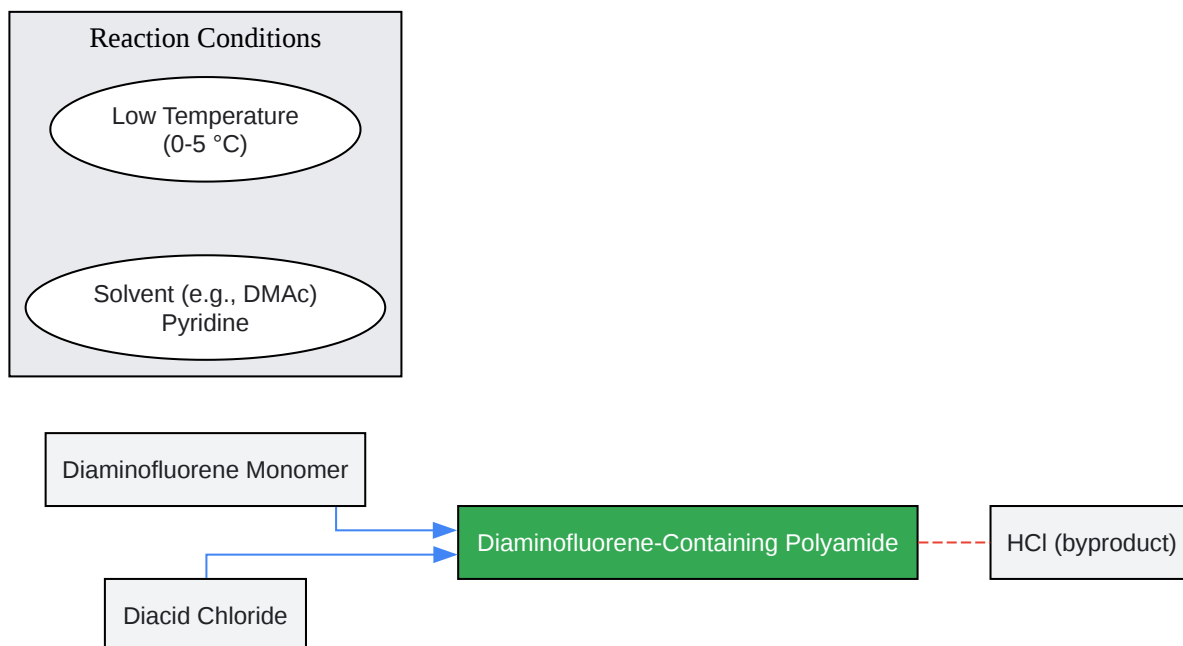 Reaction Conditions
Low Temperature
(0-5 °C)
Solvent (e.g., DMAc)
Pyridine
Diaminofluorene Monomer
Diaminofluorene-Containing Polyamide
HCl (byproduct)
Diacid Chloride